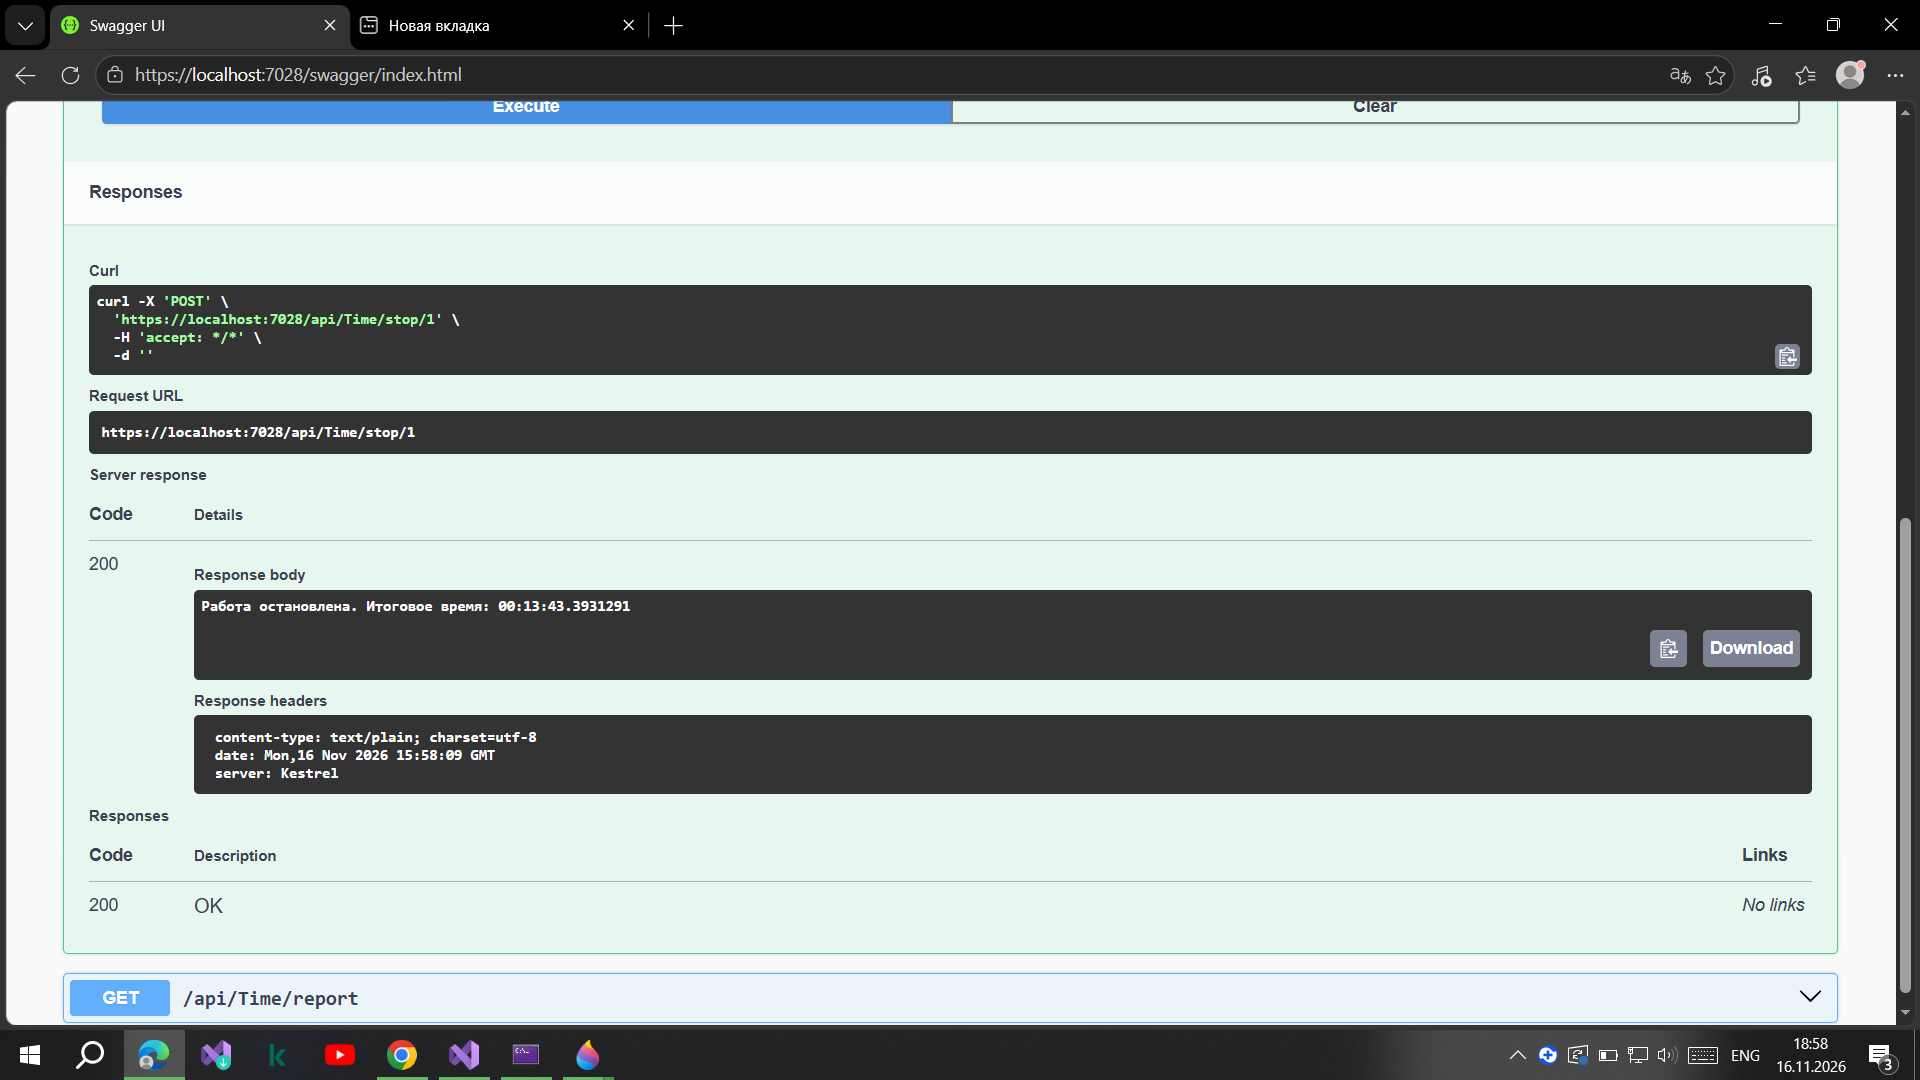 Swagger UI
Новая вкладка
https://localhost:7028/swagger/index.html
Execute
Clear
Responses
Curl
curl -X 'POST' \
'https://localhost:7028/api/Time/stop/1' \
-H 'accept: */*' \
-d ''
Request URL
https://localhost:7028/api/Time/stop/1
Server response
Code
Details
200
Response body
Работа остановлена. Итоговое время: 00:13:43.3931291
Download
Response headers
content-type: text/plain; charset=utf-8
date: Mon,16 Nov 2026 15:58:09 GMT
server: Kestrel
Responses
Code
Description
Links
200
OK
No links
GET
/api/Time/report
ENG
18:58
16.11.2026
3